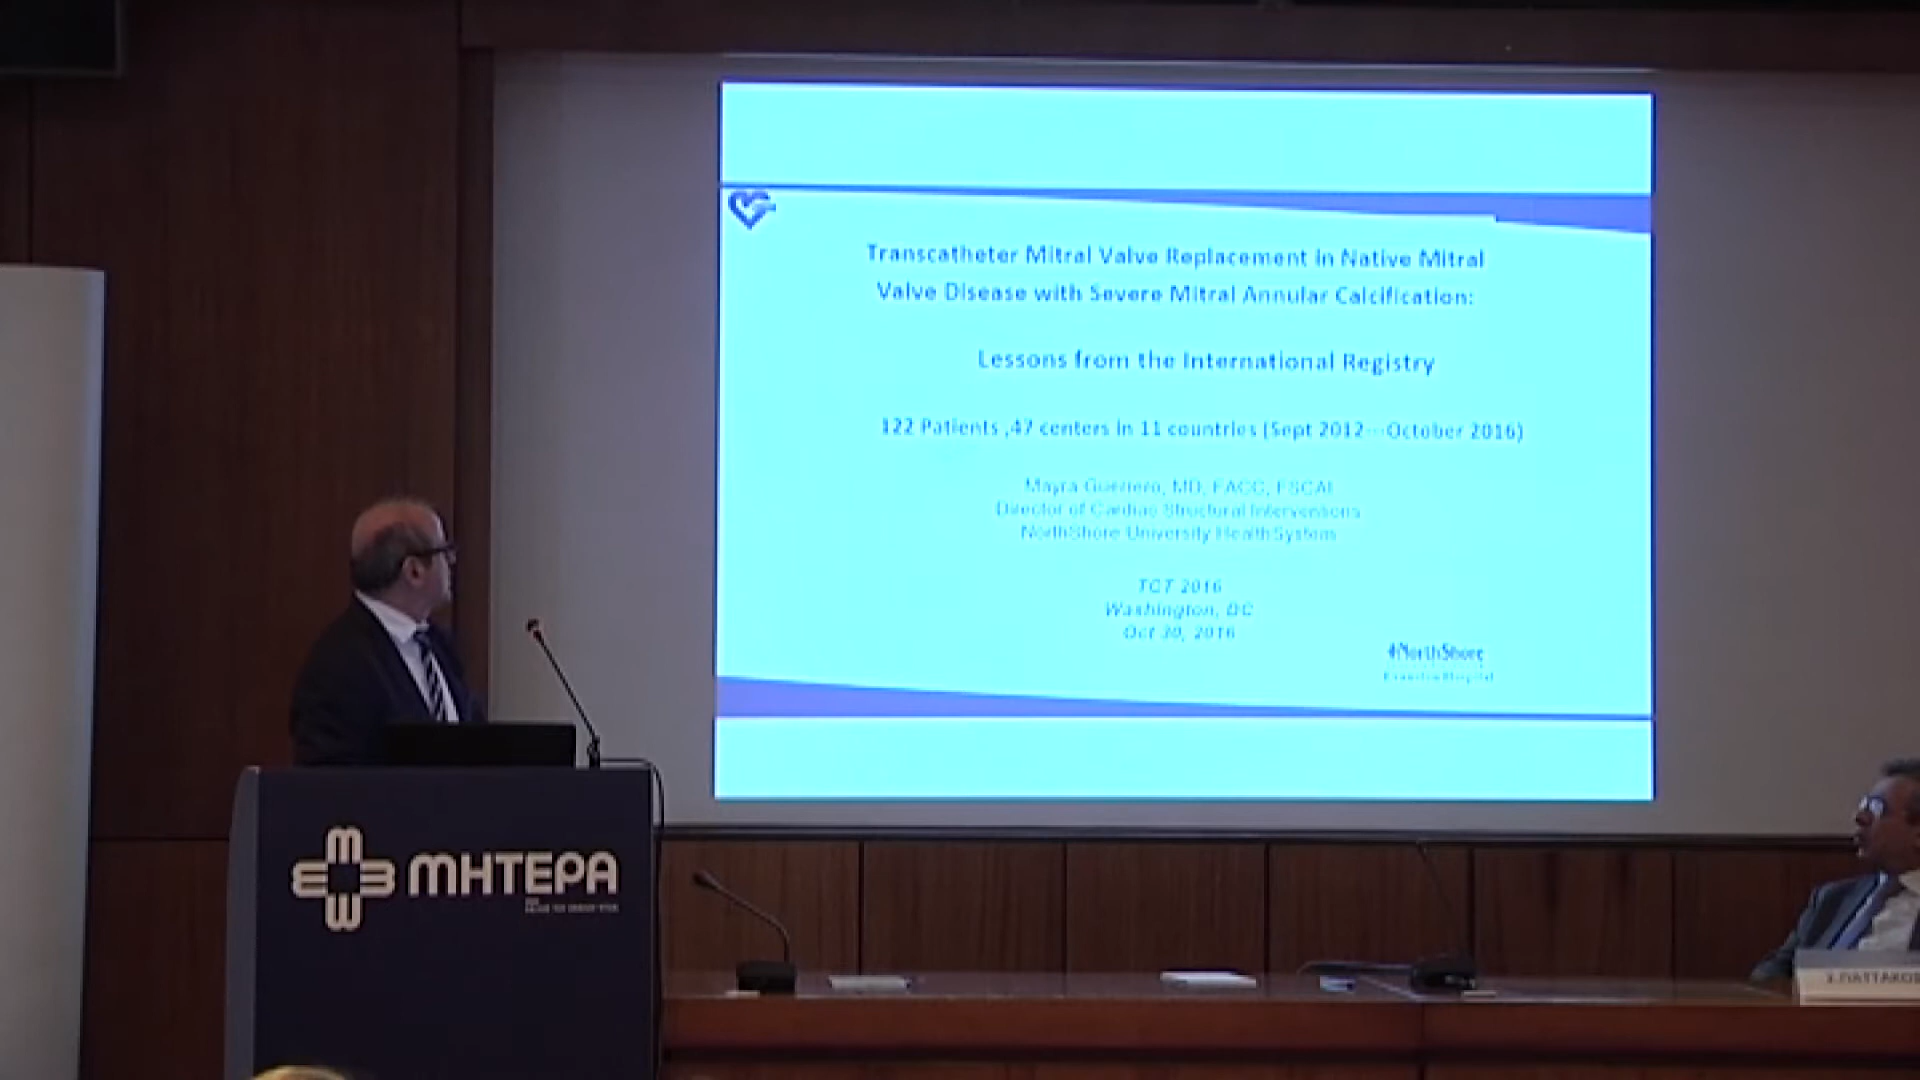 Transcatheter Mitral Valve Replacement in Native Mitral
Valve Disease with Severe Mitral Annular Calcification:
Lessons from the International Registry
122 Patients ,47 centers in 11 countries (Sept 2012---October 2016)
Mayra Guerrero, MD, FACC, FSCAI
Director of Cardiac Structural Interventions
NorthShore University HealthSystem
TCT 2016
Washington, DC
Oct 30, 2016
NorthShore
Hospital
ΜΗΤΕΡΑ